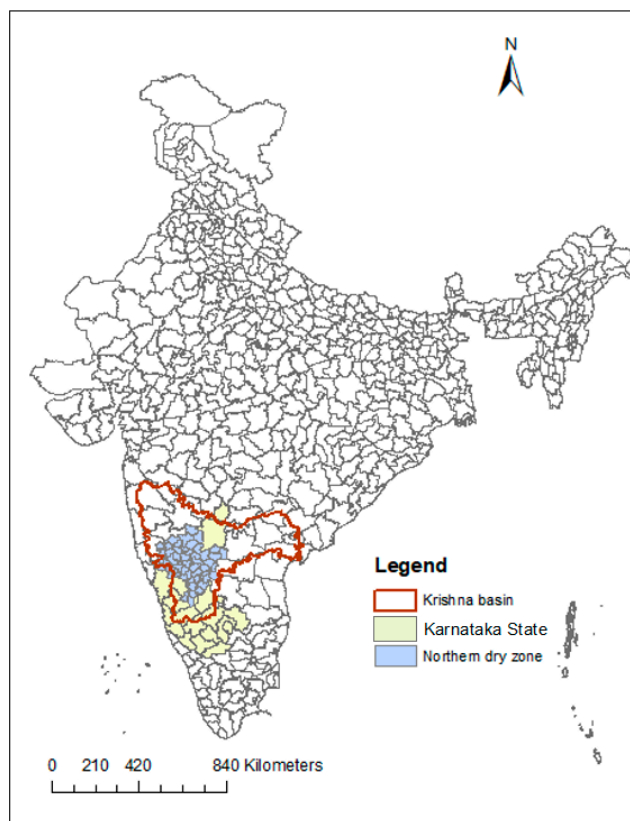 N
Legend
Krishna basin
Karnataka State
Northern dry zone
0 210 420 840 Kilometers